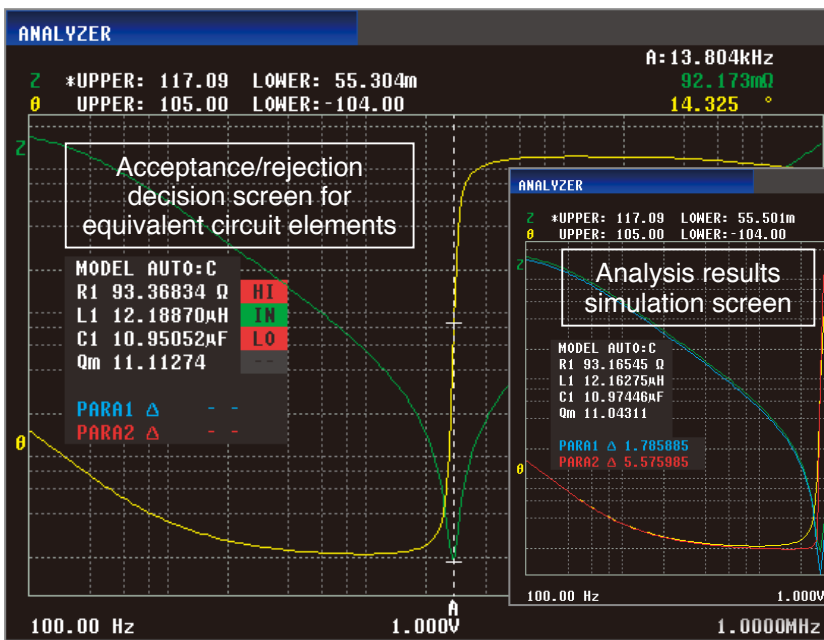 ANALYZER
A:13.804kHz
Z *UPPER: 117.09 LOWER: 55.304m 92.173mΩ
θ UPPER: 105.00 LOWER:-104.00 14.325 °
Z
Acceptance/rejection
decision screen for
equivalent circuit elements
MODEL AUTO:C
R1 93.36834 Ω HI
L1 12.18870μH IN
C1 10.95052μF LO
Qm 11.11274 --
PARA1 Δ - -
PARA2 Δ - -
θ
A
100.00 Hz 1.000V 1.0000MHz
ANALYZER
Z *UPPER: 117.09 LOWER: 55.501m
θ UPPER: 105.00 LOWER:-104.00
Z
Analysis results
simulation screen
MODEL AUTO:C
R1 93.16545 Ω
L1 12.16275μH
C1 10.97446μF
Qm 11.04311
PARA1 Δ 1.785885
PARA2 Δ 5.575985
θ
100.00 Hz 1.000V